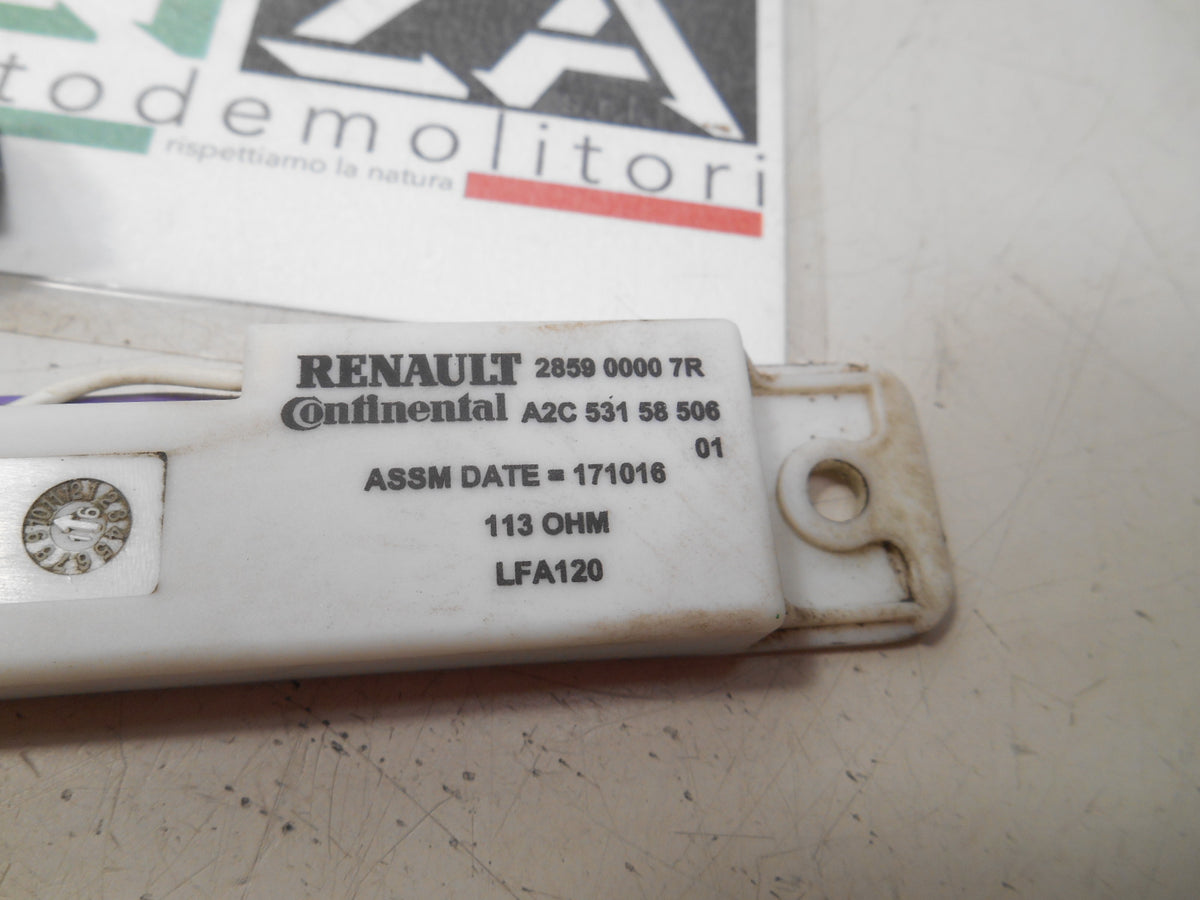 todemolitori
rispettiamo la natura
RENAULT 2859 0000 7R
Continental A2C 531 58 506
01
ASSM DATE = 171016
113 OHM
LFA120